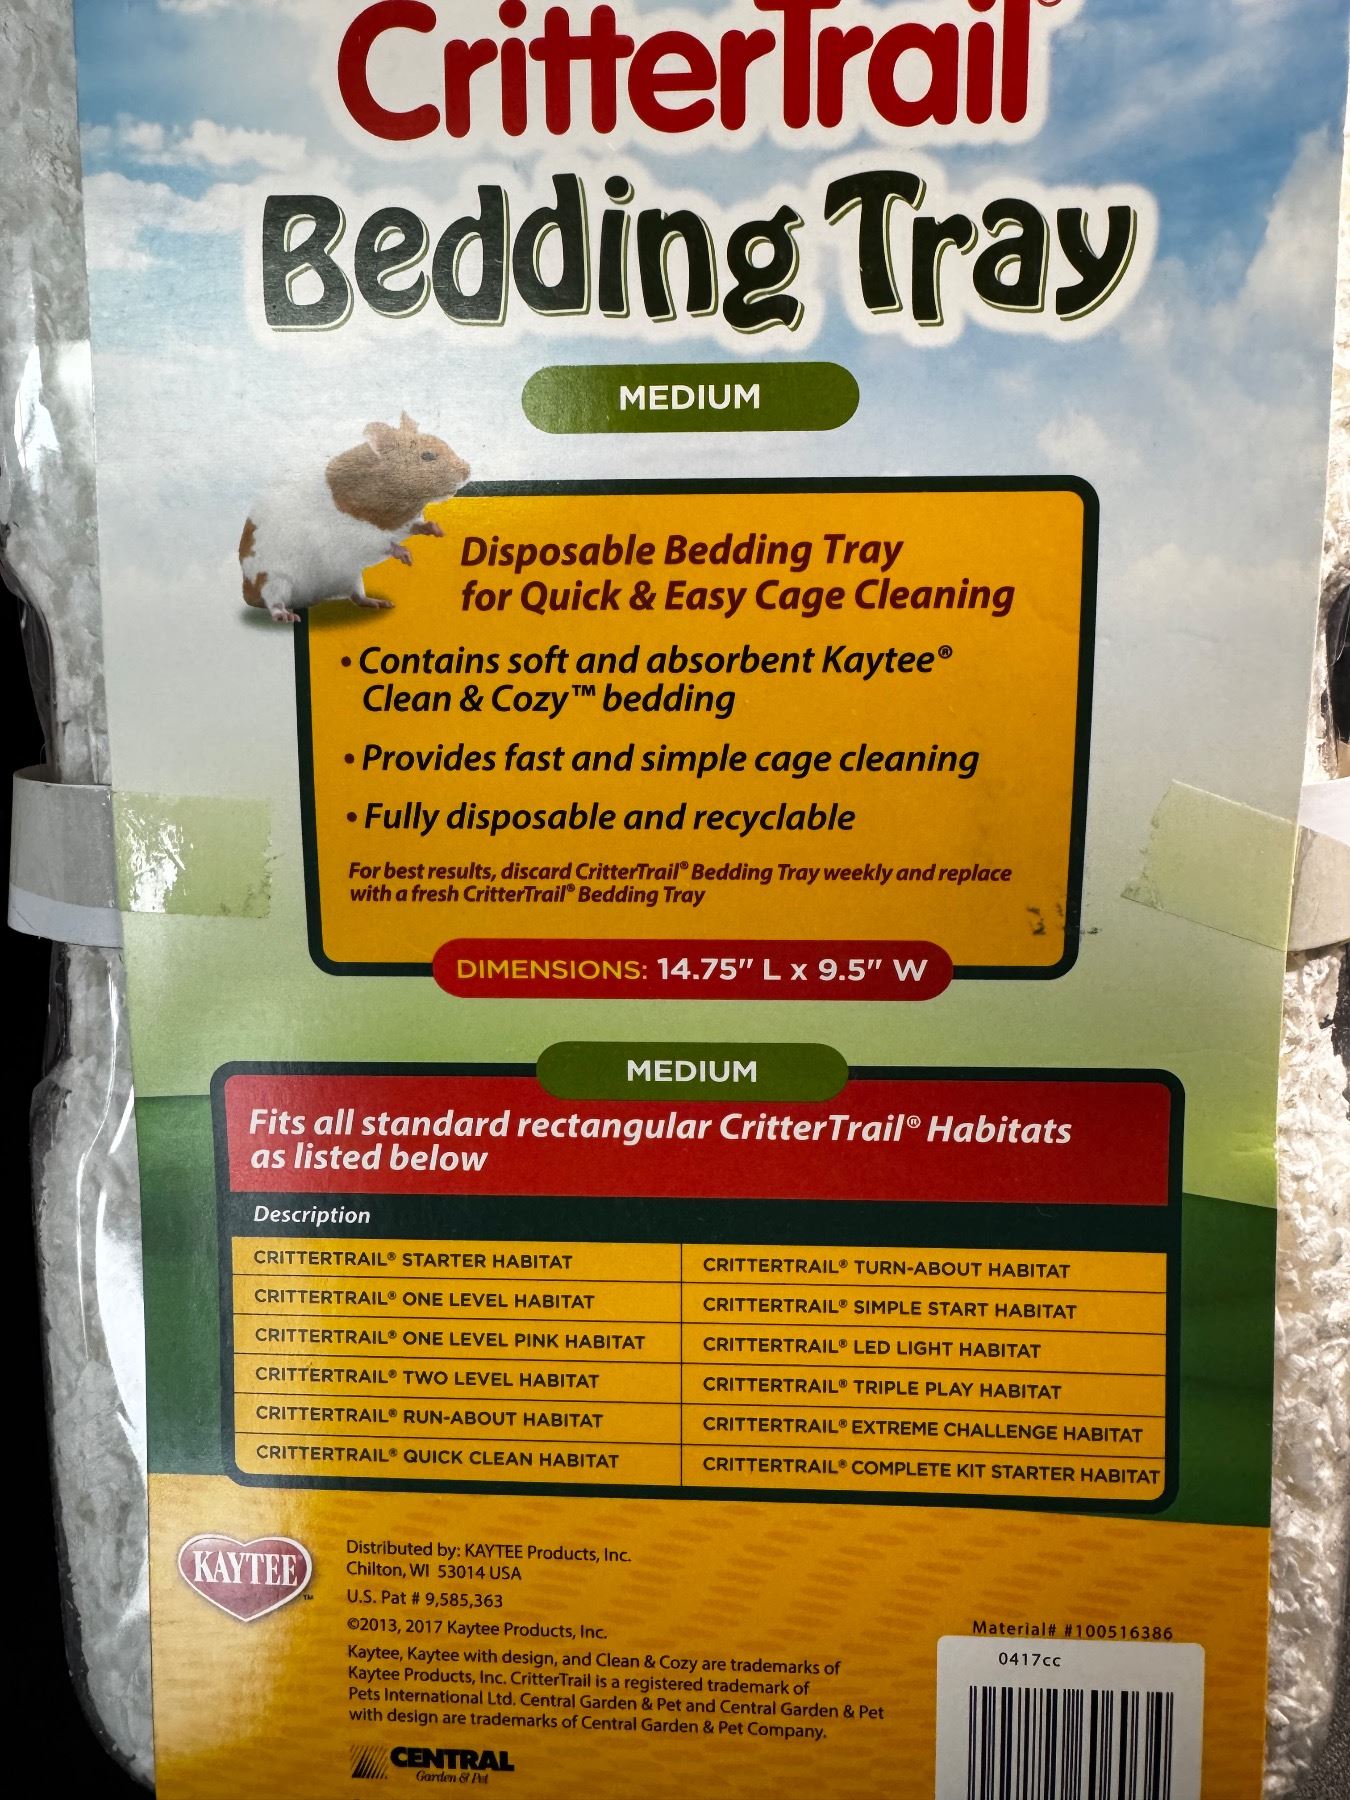 CritterTrail®
Bedding Tray
MEDIUM
Disposable Bedding Tray
for Quick & Easy Cage Cleaning
• Contains soft and absorbent Kaytee®
Clean & Cozy™ bedding
• Provides fast and simple cage cleaning
• Fully disposable and recyclable
For best results, discard CritterTrail® Bedding Tray weekly and replace
with a fresh CritterTrail® Bedding Tray
DIMENSIONS: 14.75" L x 9.5" W
MEDIUM
Fits all standard rectangular CritterTrail® Habitats
as listed below
Description
CRITTERTRAIL® STARTER HABITAT
CRITTERTRAIL® ONE LEVEL HABITAT
CRITTERTRAIL® ONE LEVEL PINK HABITAT
CRITTERTRAIL® TWO LEVEL HABITAT
CRITTERTRAIL® RUN-ABOUT HABITAT
CRITTERTRAIL® QUICK CLEAN HABITAT
CRITTERTRAIL® TURN-ABOUT HABITAT
CRITTERTRAIL® SIMPLE START HABITAT
CRITTERTRAIL® LED LIGHT HABITAT
CRITTERTRAIL® TRIPLE PLAY HABITAT
CRITTERTRAIL® EXTREME CHALLENGE HABITAT
CRITTERTRAIL® COMPLETE KIT STARTER HABITAT
KAYTEE™
Distributed by: KAYTEE Products, Inc.
Chilton, WI 53014 USA
U.S. Pat # 9,585,363
©2013, 2017 Kaytee Products, Inc.
Kaytee, Kaytee with design, and Clean & Cozy are trademarks of
Kaytee Products, Inc. CritterTrail is a registered trademark of
Pets International Ltd. Central Garden & Pet and Central Garden & Pet
with design are trademarks of Central Garden & Pet Company.
CENTRAL
Garden & Pet
Material# #100516386
0417cc